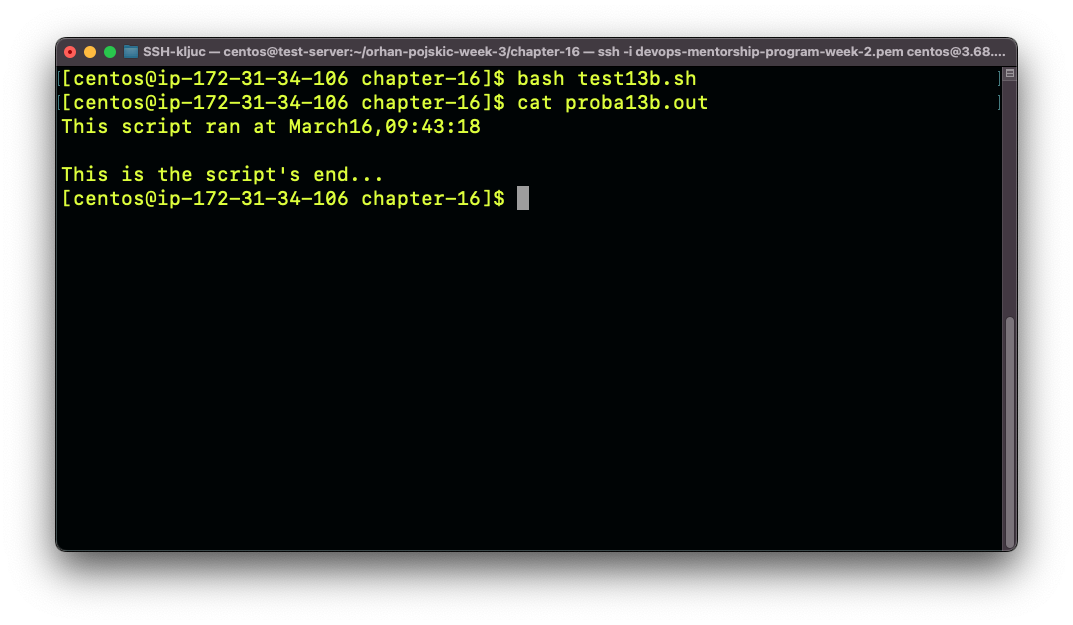 SSH-kljuc — centos@test-server:~/orhan-pojskic-week-3/chapter-16 — ssh -i devops-mentorship-program-week-2.pem centos@3.68....
[centos@ip-172-31-34-106 chapter-16]$ bash test13b.sh
[centos@ip-172-31-34-106 chapter-16]$ cat proba13b.out
This script ran at March16,09:43:18
This is the script's end...
[centos@ip-172-31-34-106 chapter-16]$